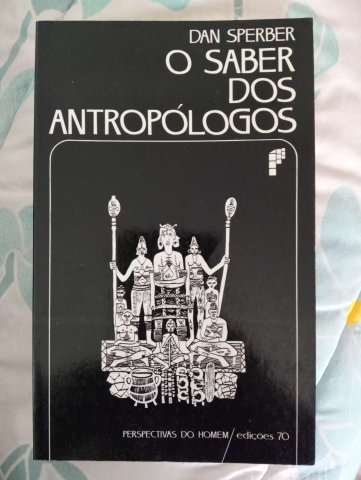 DAN SPERBER
O SABER
DOS
ANTROPÓLOGOS
PERSPECTIVAS DO HOMEM / edições 70